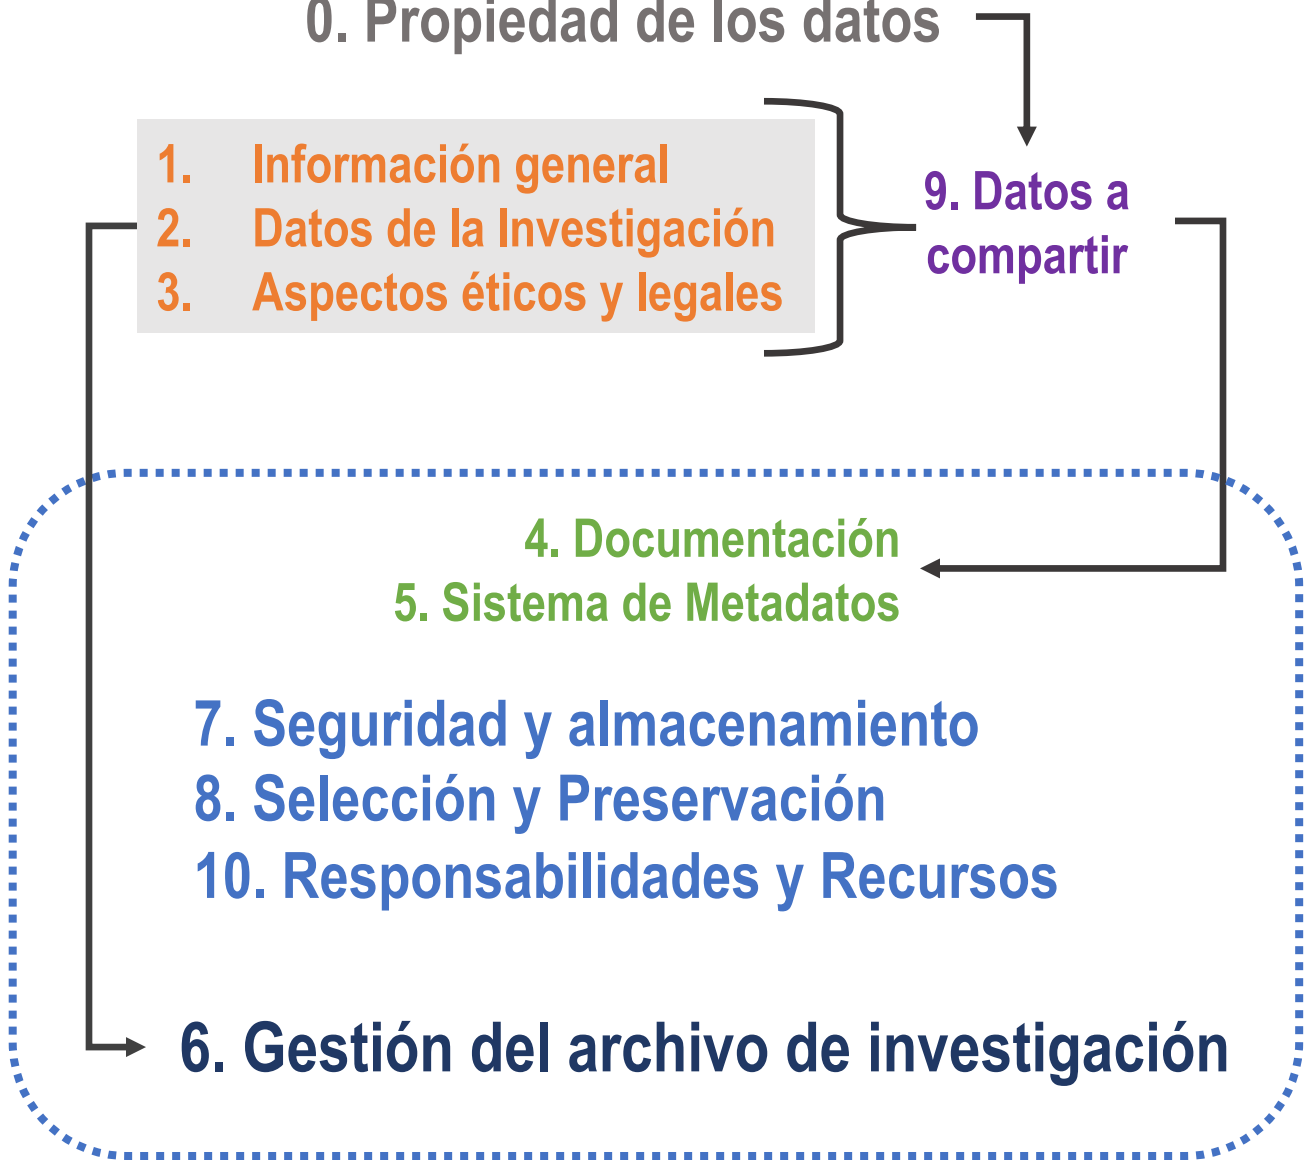 0. Propiedad de los datos
1. Información general
2. Datos de la Investigación
3. Aspectos éticos y legales
9. Datos a
compartir
4. Documentación
5. Sistema de Metadatos
7. Seguridad y almacenamiento
8. Selección y Preservación
10. Responsabilidades y Recursos
6. Gestión del archivo de investigación